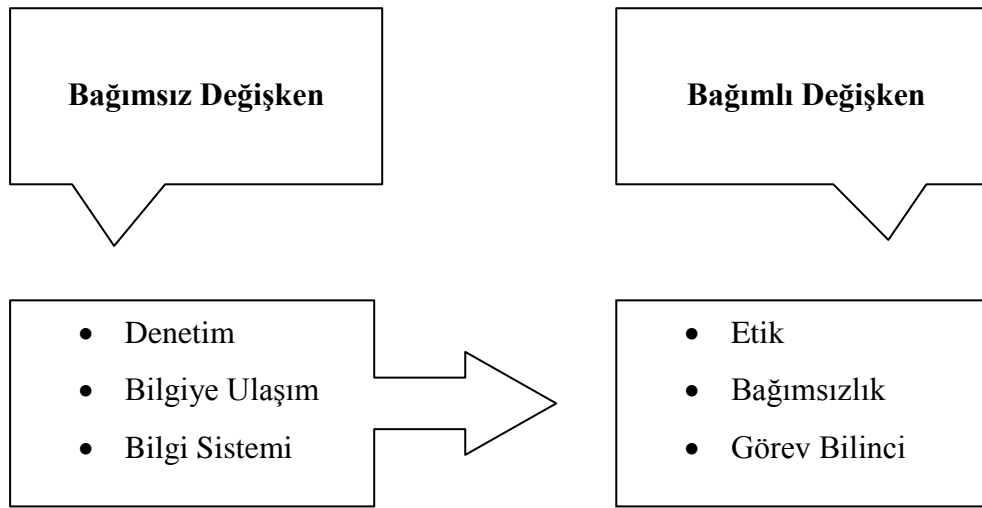 Bağımsız Değişken
Bağımlı Değişken
• Denetim
• Bilgiye Ulaşım
• Bilgi Sistemi
• Etik
• Bağımsızlık
• Görev Bilinci